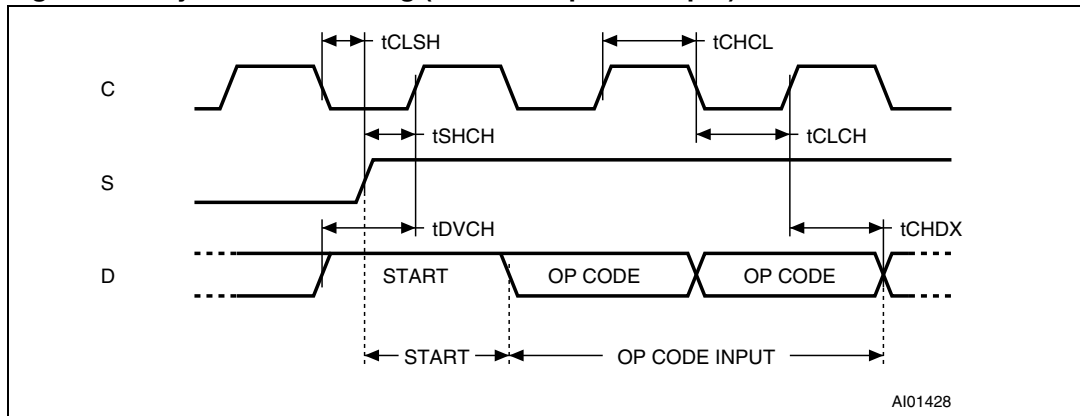 tCLSH
tCHCL
C
tSHCH
tCLCH
S
tDVCH
tCHDX
D
START
OP CODE
OP CODE
START
OP CODE INPUT
AI01428